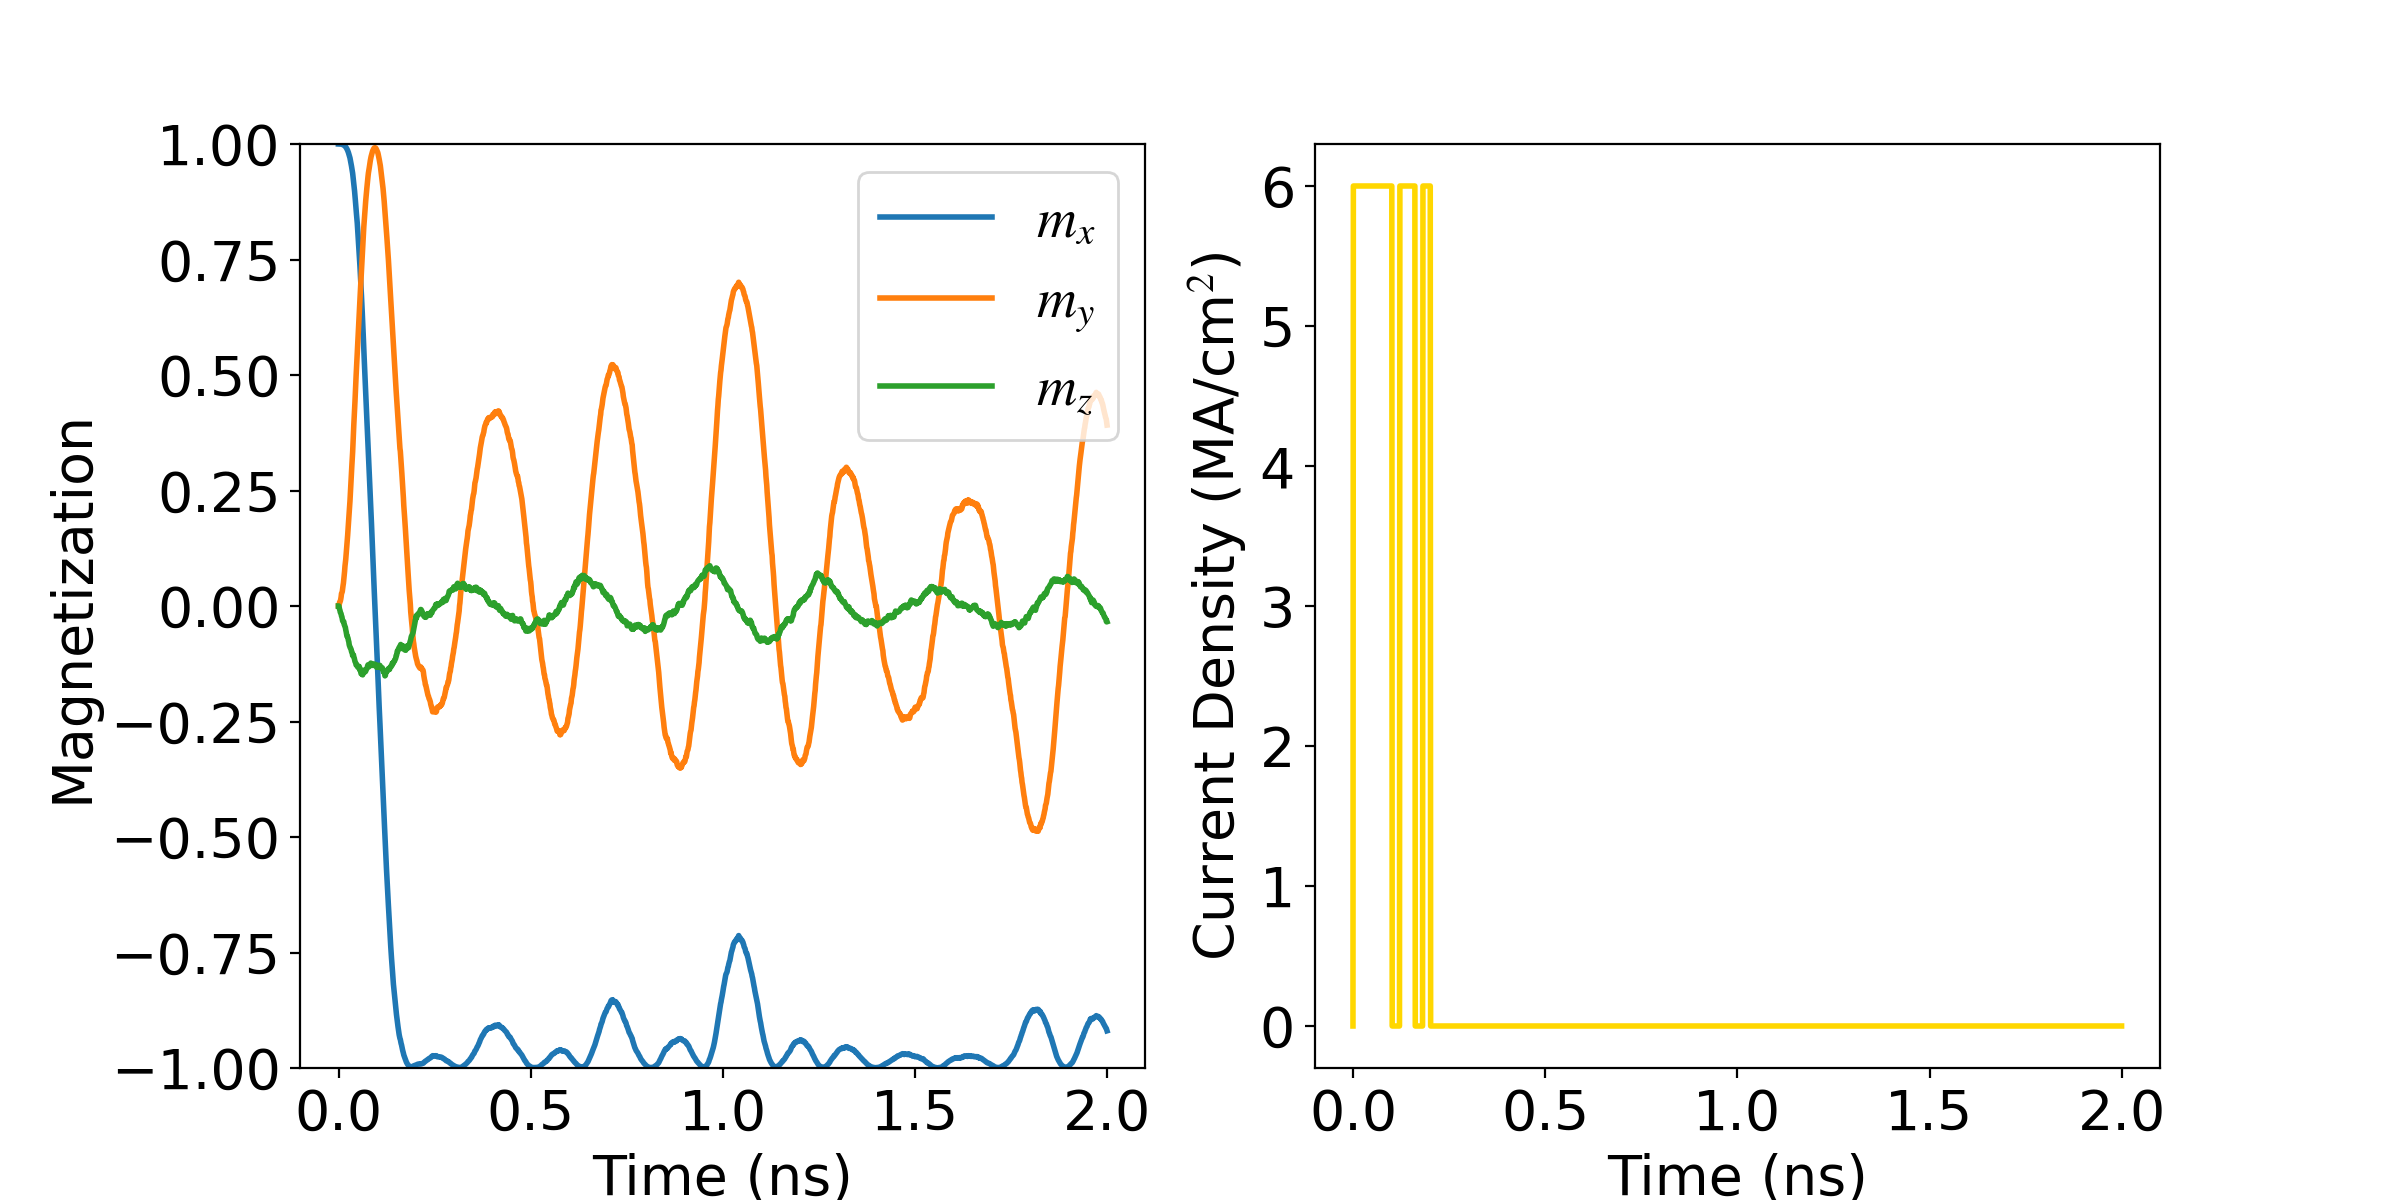 1.00
0.75
0.50
0.25
0.00
−0.25
−0.50
−0.75
−1.00
Magnetization
0.0 0.5 1.0 1.5 2.0
Time (ns)
m_x
m_y
m_z
6
5
4
3
2
1
0
Current Density (MA/cm²)
0.0 0.5 1.0 1.5 2.0
Time (ns)